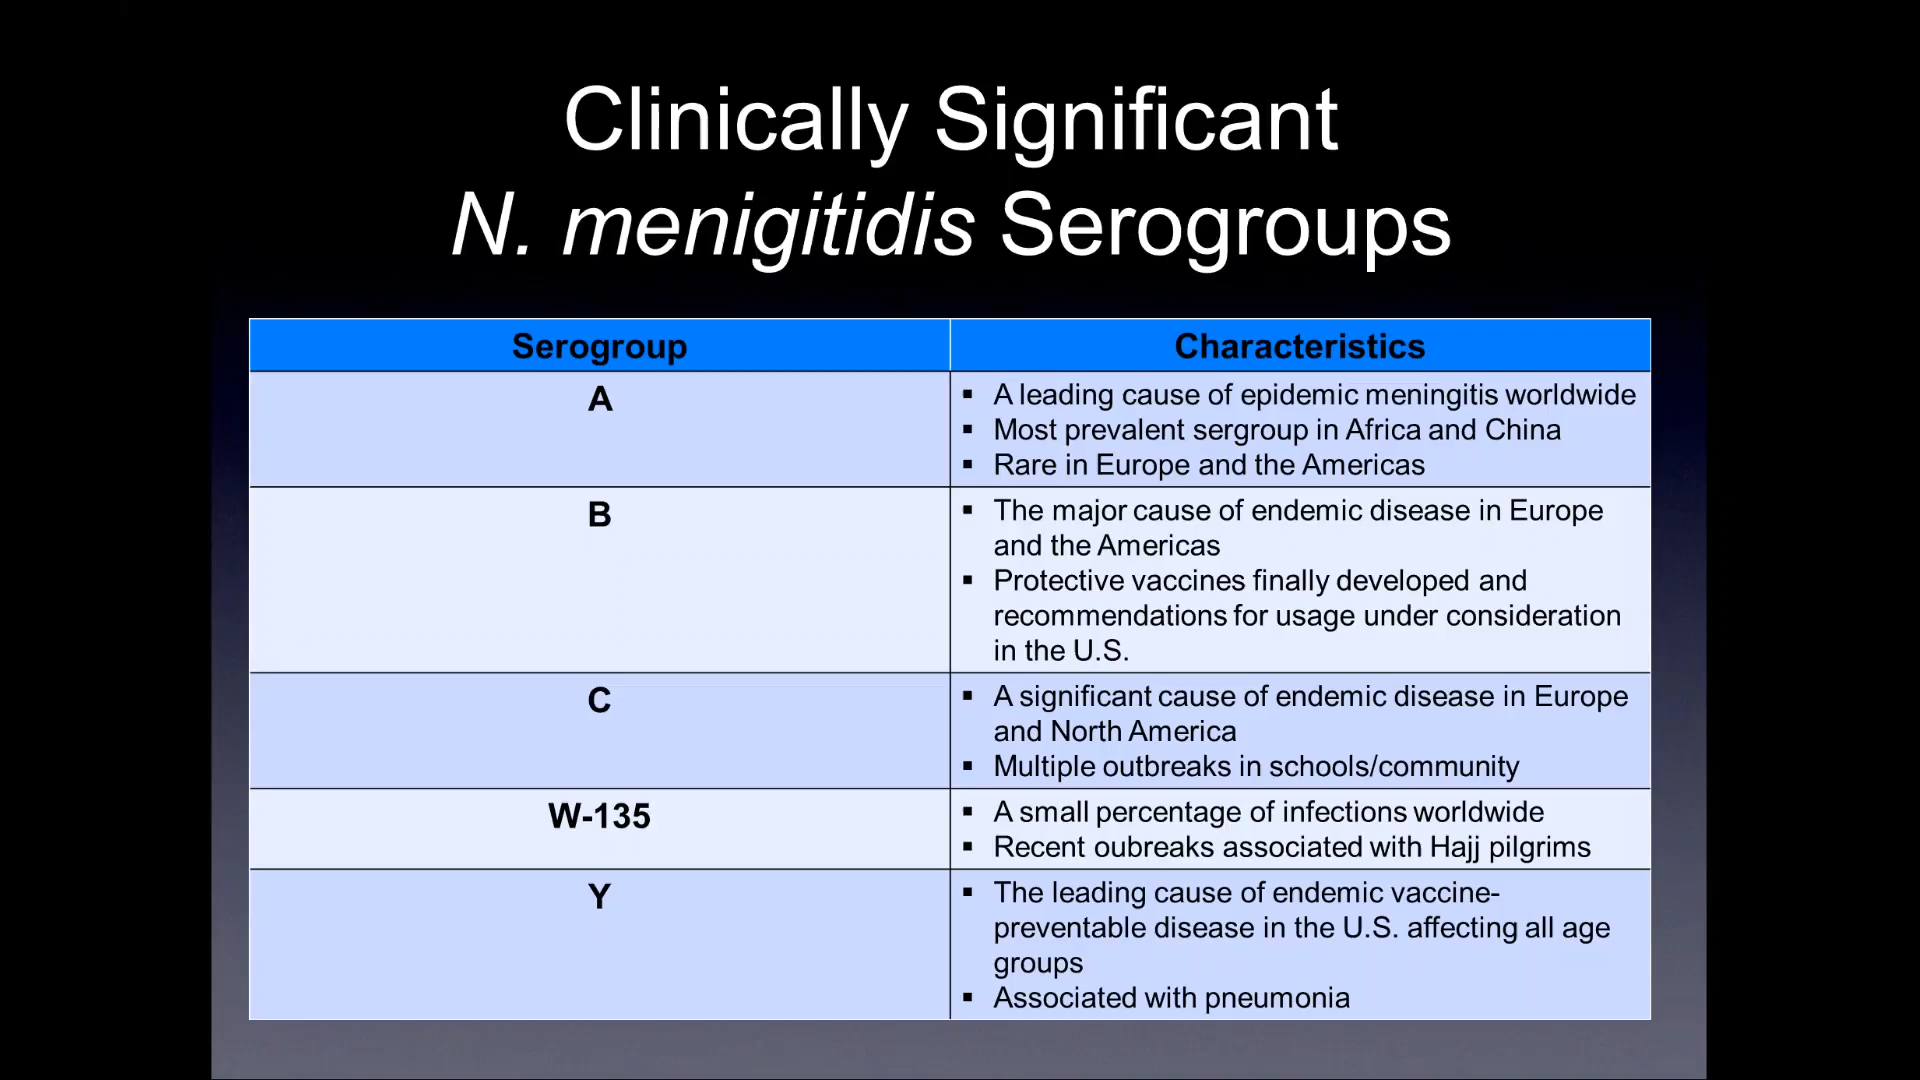 Clinically Significant
N. menigitidis Serogroups
Serogroup
Characteristics
A
▪ A leading cause of epidemic meningitis worldwide
▪ Most prevalent sergroup in Africa and China
▪ Rare in Europe and the Americas
B
▪ The major cause of endemic disease in Europe
and the Americas
▪ Protective vaccines finally developed and
recommendations for usage under consideration
in the U.S.
C
▪ A significant cause of endemic disease in Europe
and North America
▪ Multiple outbreaks in schools/community
W-135
▪ A small percentage of infections worldwide
▪ Recent oubreaks associated with Hajj pilgrims
Y
▪ The leading cause of endemic vaccine-
preventable disease in the U.S. affecting all age
groups
▪ Associated with pneumonia